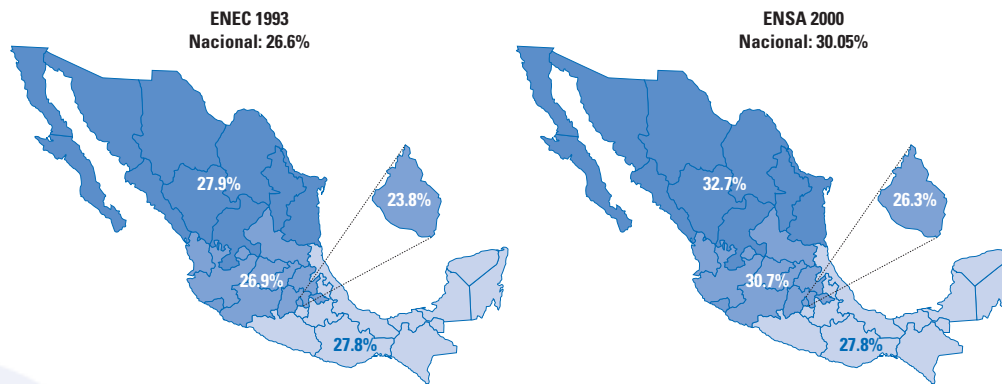 ENEC 1993
Nacional: 26.6%
27.9%
23.8%
26.9%
27.8%
ENSA 2000
Nacional: 30.05%
32.7%
26.3%
30.7%
27.8%